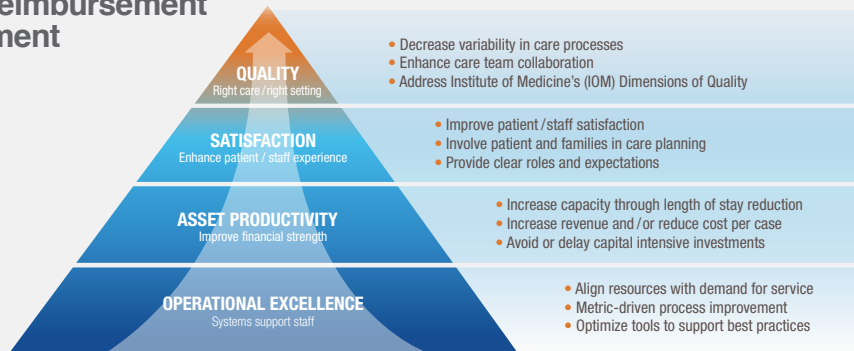 eimbursement
ment
QUALITY
Right care / right setting
• Decrease variability in care processes
• Enhance care team collaboration
• Address Institute of Medicine's (IOM) Dimensions of Quality
SATISFACTION
Enhance patient / staff experience
• Improve patient / staff satisfaction
• Involve patient and families in care planning
• Provide clear roles and expectations
ASSET PRODUCTIVITY
Improve financial strength
• Increase capacity through length of stay reduction
• Increase revenue and / or reduce cost per case
• Avoid or delay capital intensive investments
OPERATIONAL EXCELLENCE
Systems support staff
• Align resources with demand for service
• Metric-driven process improvement
• Optimize tools to support best practices